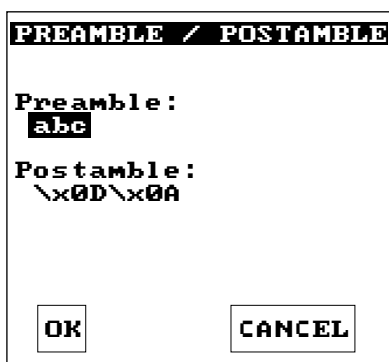 PREAMBLE / POSTAMBLE
Preamble:
abc
Postamble:
\x0D\x0A
OK
CANCEL